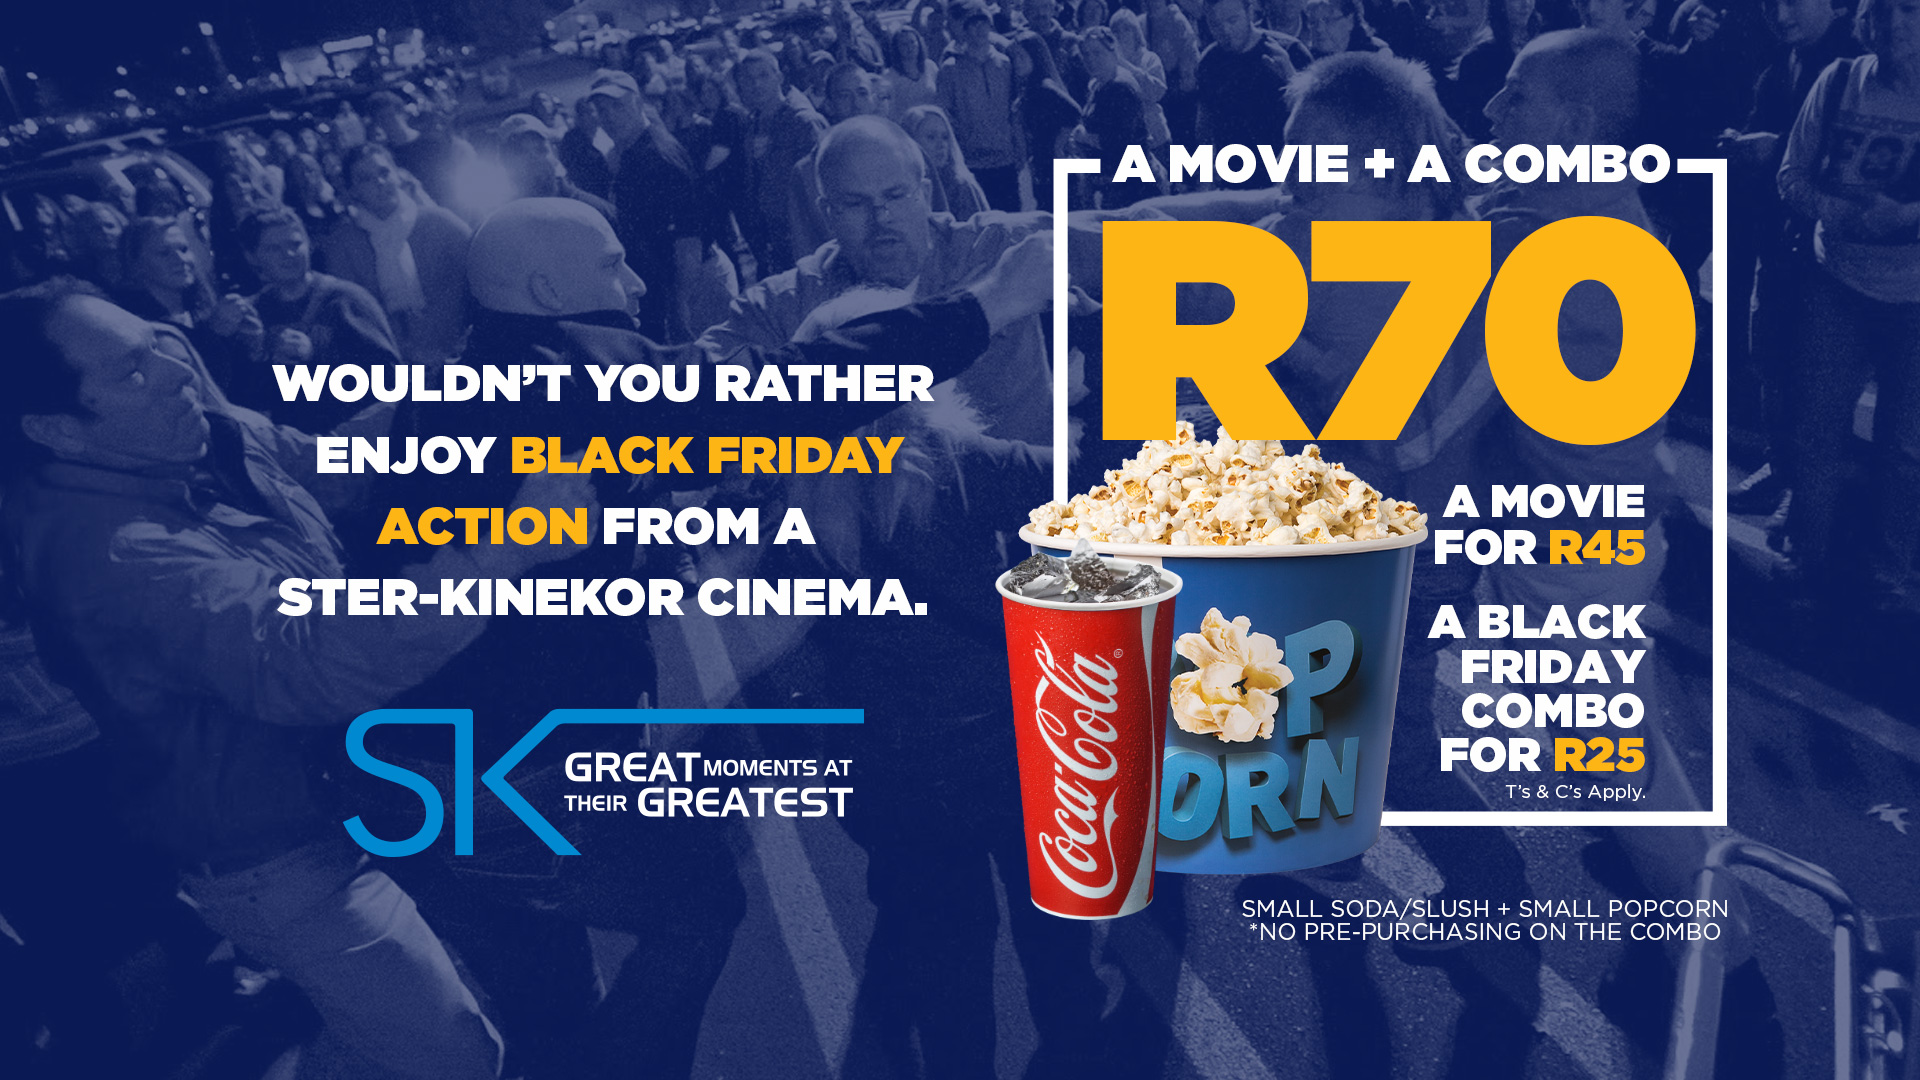 WOULDN'T YOU RATHER
ENJOY BLACK FRIDAY
ACTION FROM A
STER-KINEKOR CINEMA.
SK
GREAT MOMENTS AT
THEIR GREATEST
A MOVIE + A COMBO
R70
A MOVIE
FOR R45
A BLACK
FRIDAY
COMBO
FOR R25
T's & C's Apply.
Coca-Cola®
P
ORN
SMALL SODA/SLUSH + SMALL POPCORN
*NO PRE-PURCHASING ON THE COMBO